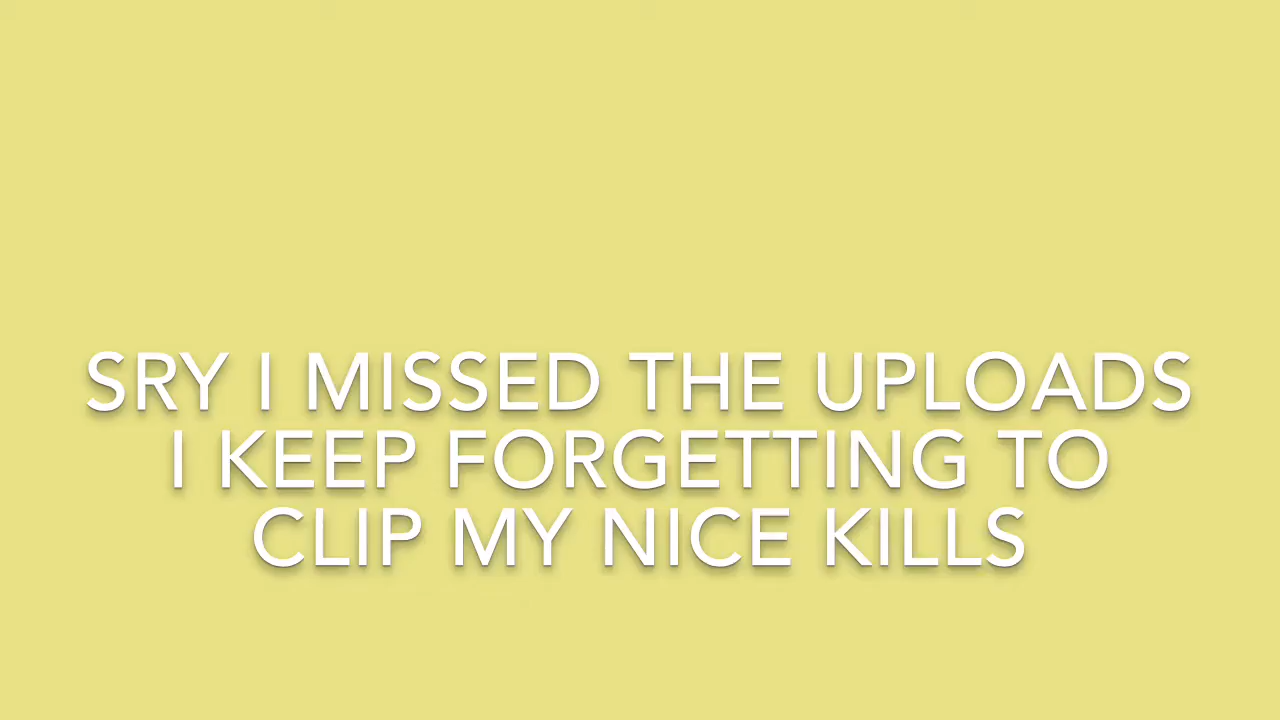 SRY I MISSED THE UPLOADS
I KEEP FORGETTING TO
CLIP MY NICE KILLS